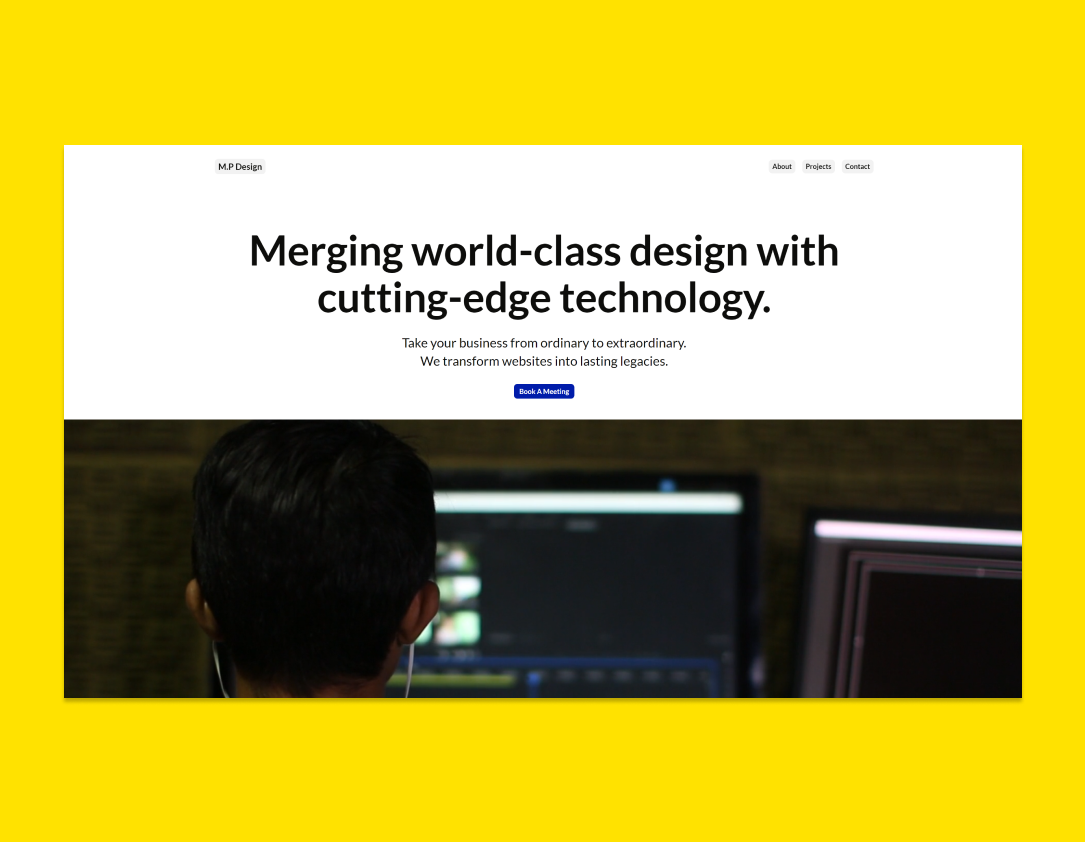 M.P Design
About Projects Contact
Merging world-class design with
cutting-edge technology.
Take your business from ordinary to extraordinary.
We transform websites into lasting legacies.
Book A Meeting